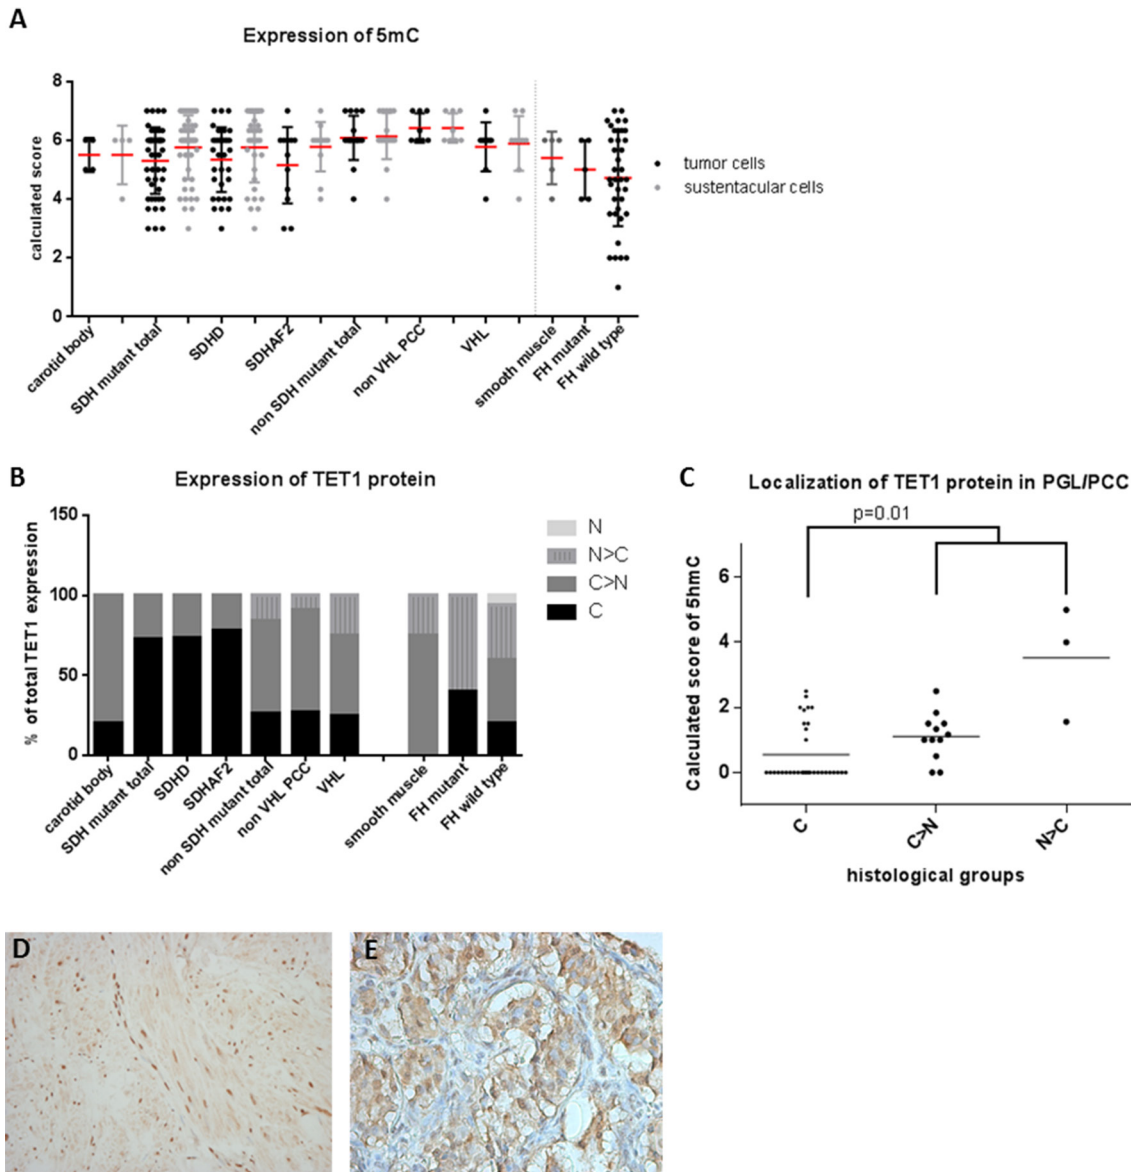 A
Expression of 5mC
calculated score
8
6
4
2
0
carotid body
SDH mutant total
SDHD
SDHAF2
non SDH mutant total
non VHL PCC
VHL
smooth muscle
FH mutant
FH wild type
tumor cells
sustentacular cells
B
Expression of TET1 protein
% of total TET1 expression
150
100
50
0
carotid body
SDH mutant total
SDHD
SDHAF2
non SDH mutant total
non VHL PCC
VHL
smooth muscle
FH mutant
FH wild type
N
N>C
C>N
C
C
Localization of TET1 protein in PGL/PCC
p=0.01
Calculated score of 5hmC
6
4
2
0
C
C>N
N>C
histological groups
D
E